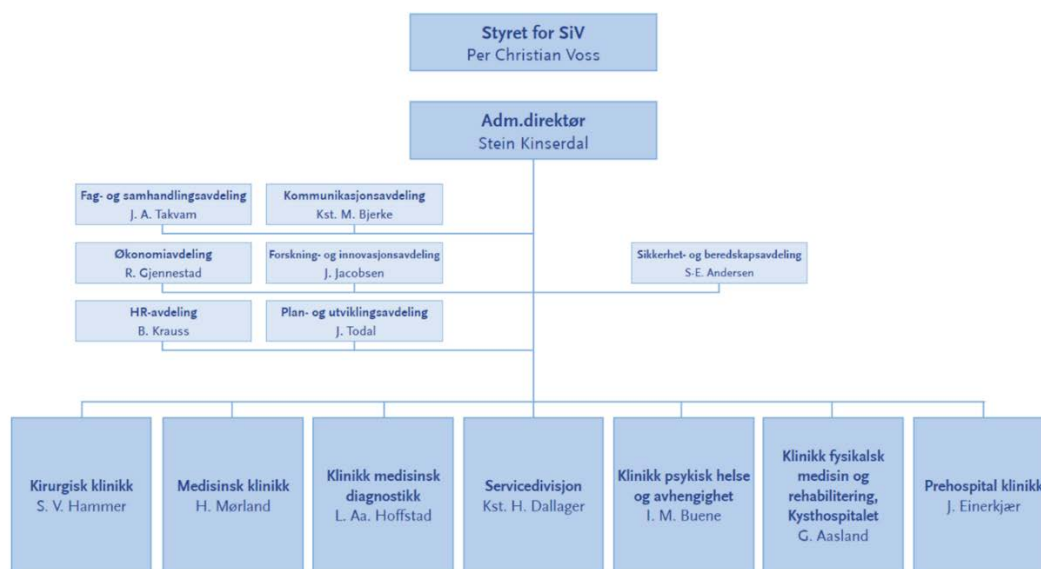 Styret for SiV
Per Christian Voss
Adm.direktør
Stein Kinserdal
Fag- og samhandlingsavdeling
J. A. Takvam
Kommunikasjonsavdeling
Kst. M. Bjerke
Økonomiavdeling
R. Gjennestad
Forskning- og innovasjonsavdeling
J. Jacobsen
Sikkerhet- og beredskapsavdeling
S-E. Andersen
HR-avdeling
B. Krauss
Plan- og utviklingsavdeling
J. Todal
Kirurgisk klinikk
S. V. Hammer
Medisinsk klinikk
H. Mørland
Klinikk medisinsk
diagnostikk
L. Aa. Hoffstad
Servicedivisjon
Kst. H. Dallager
Klinikk psykisk helse
og avhengighet
I. M. Buene
Klinikk fysikalsk
medisin og
rehabilitering,
Kysthospitalet
G. Aasland
Prehospital klinikk
J. Einerkjær